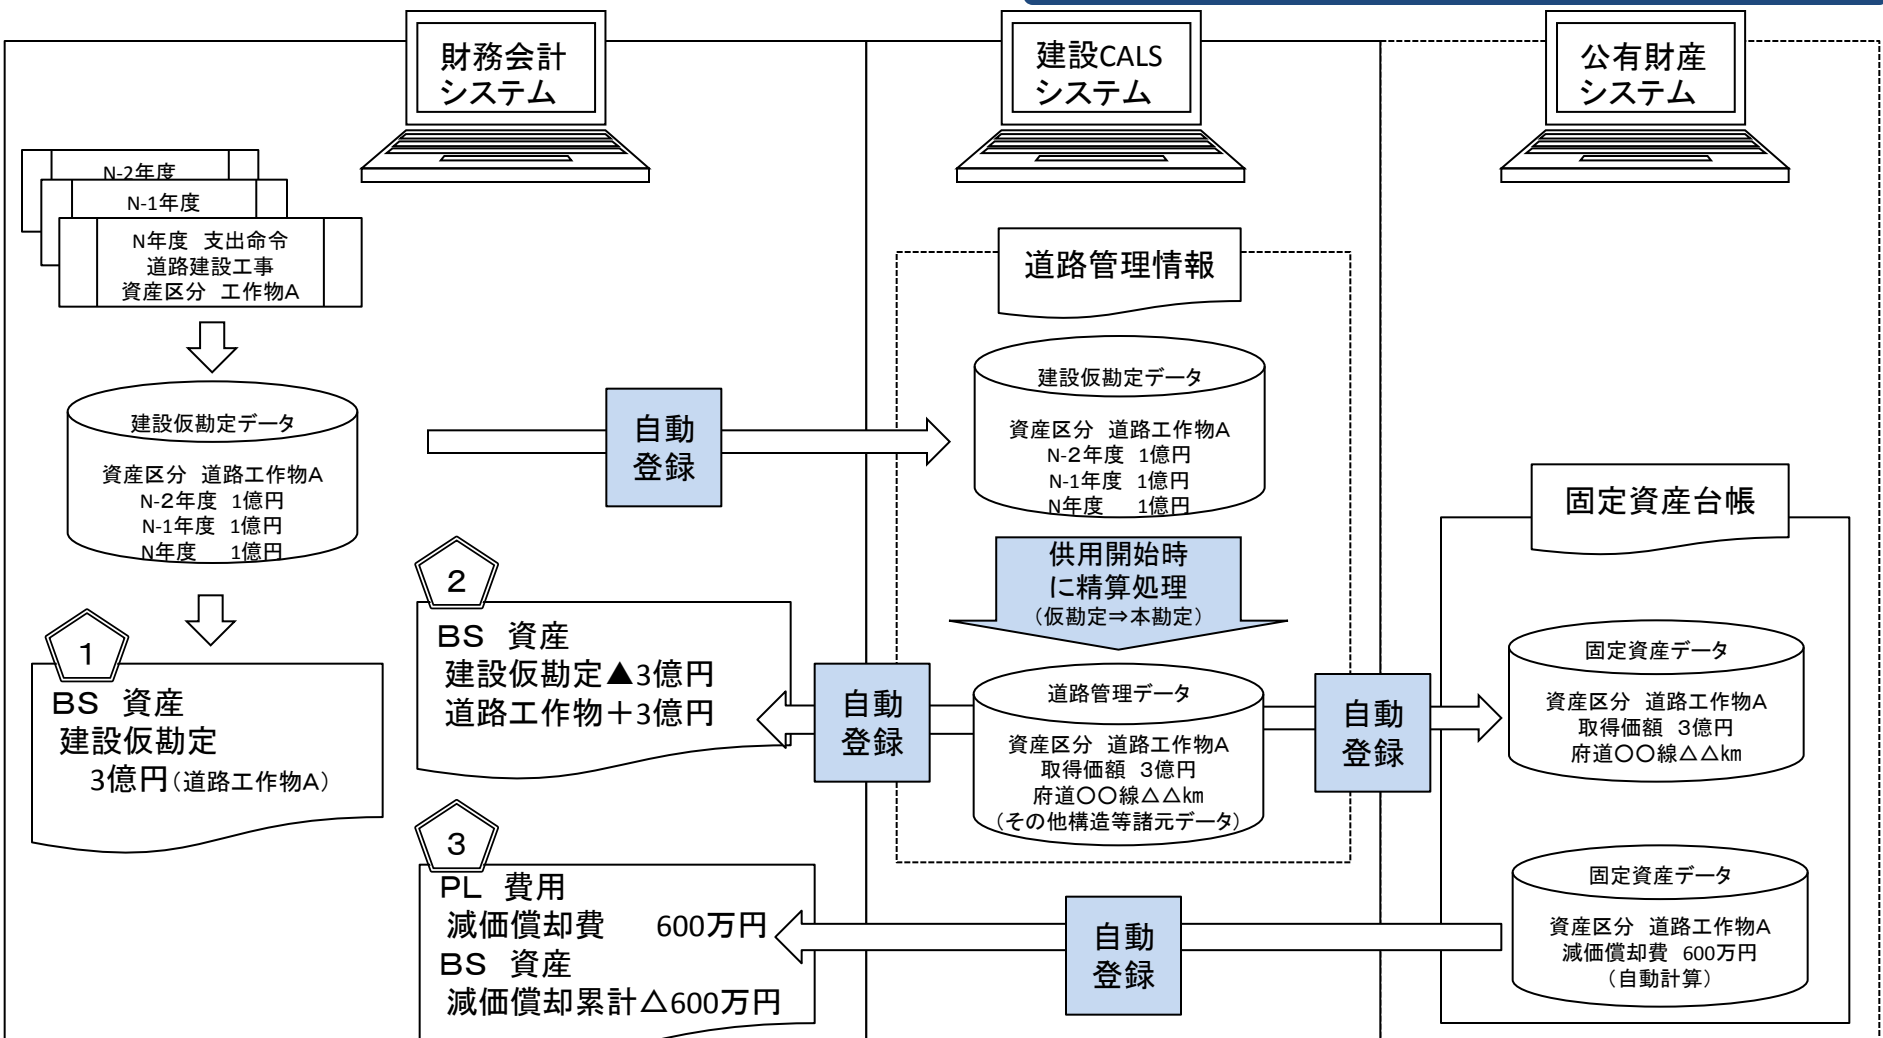 財務会計
システム
建設CALS
システム
公有財産
システム
N-2年度
N-1年度
N年度 支出命令
道路建設工事
資産区分 工作物A
建設仮勘定データ
資産区分 道路工作物A
N-2年度 1億円
N-1年度 1億円
N年度 1億円
1
BS 資産
建設仮勘定
3億円(道路工作物A)
自動
登録
2
BS 資産
建設仮勘定▲3億円
道路工作物+3億円
自動
登録
3
PL 費用
減価償却費 600万円
BS 資産
減価償却累計△600万円
道路管理情報
建設仮勘定データ
資産区分 道路工作物A
N-2年度 1億円
N-1年度 1億円
N年度 1億円
供用開始時
に精算処理
(仮勘定⇒本勘定)
道路管理データ
資産区分 道路工作物A
取得価額 3億円
府道〇〇線△△㎞
(その他構造等諸元データ)
自動
登録
自動
登録
固定資産台帳
固定資産データ
資産区分 道路工作物A
取得価額 3億円
府道〇〇線△△㎞
固定資産データ
資産区分 道路工作物A
減価償却費 600万円
(自動計算)